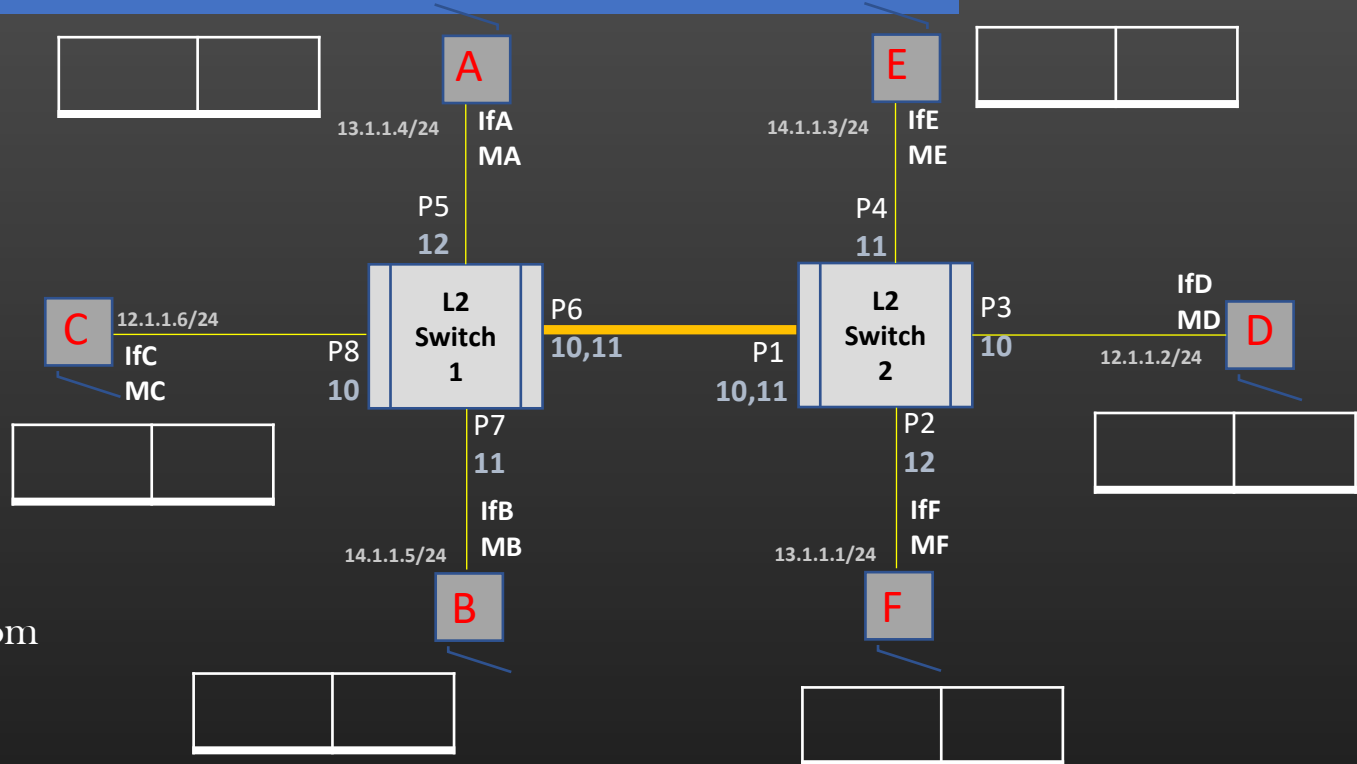 A
E
13.1.1.4/24
IfA
MA
14.1.1.3/24
IfE
ME
P5
12
P4
11
C
12.1.1.6/24
IfC
MC
P8
10
L2
Switch
1
P6
10,11
P1
10,11
L2
Switch
2
P3
10
IfD
MD
12.1.1.2/24
D
P7
11
P2
12
IfB
MB
14.1.1.5/24
IfF
MF
13.1.1.1/24
B
F